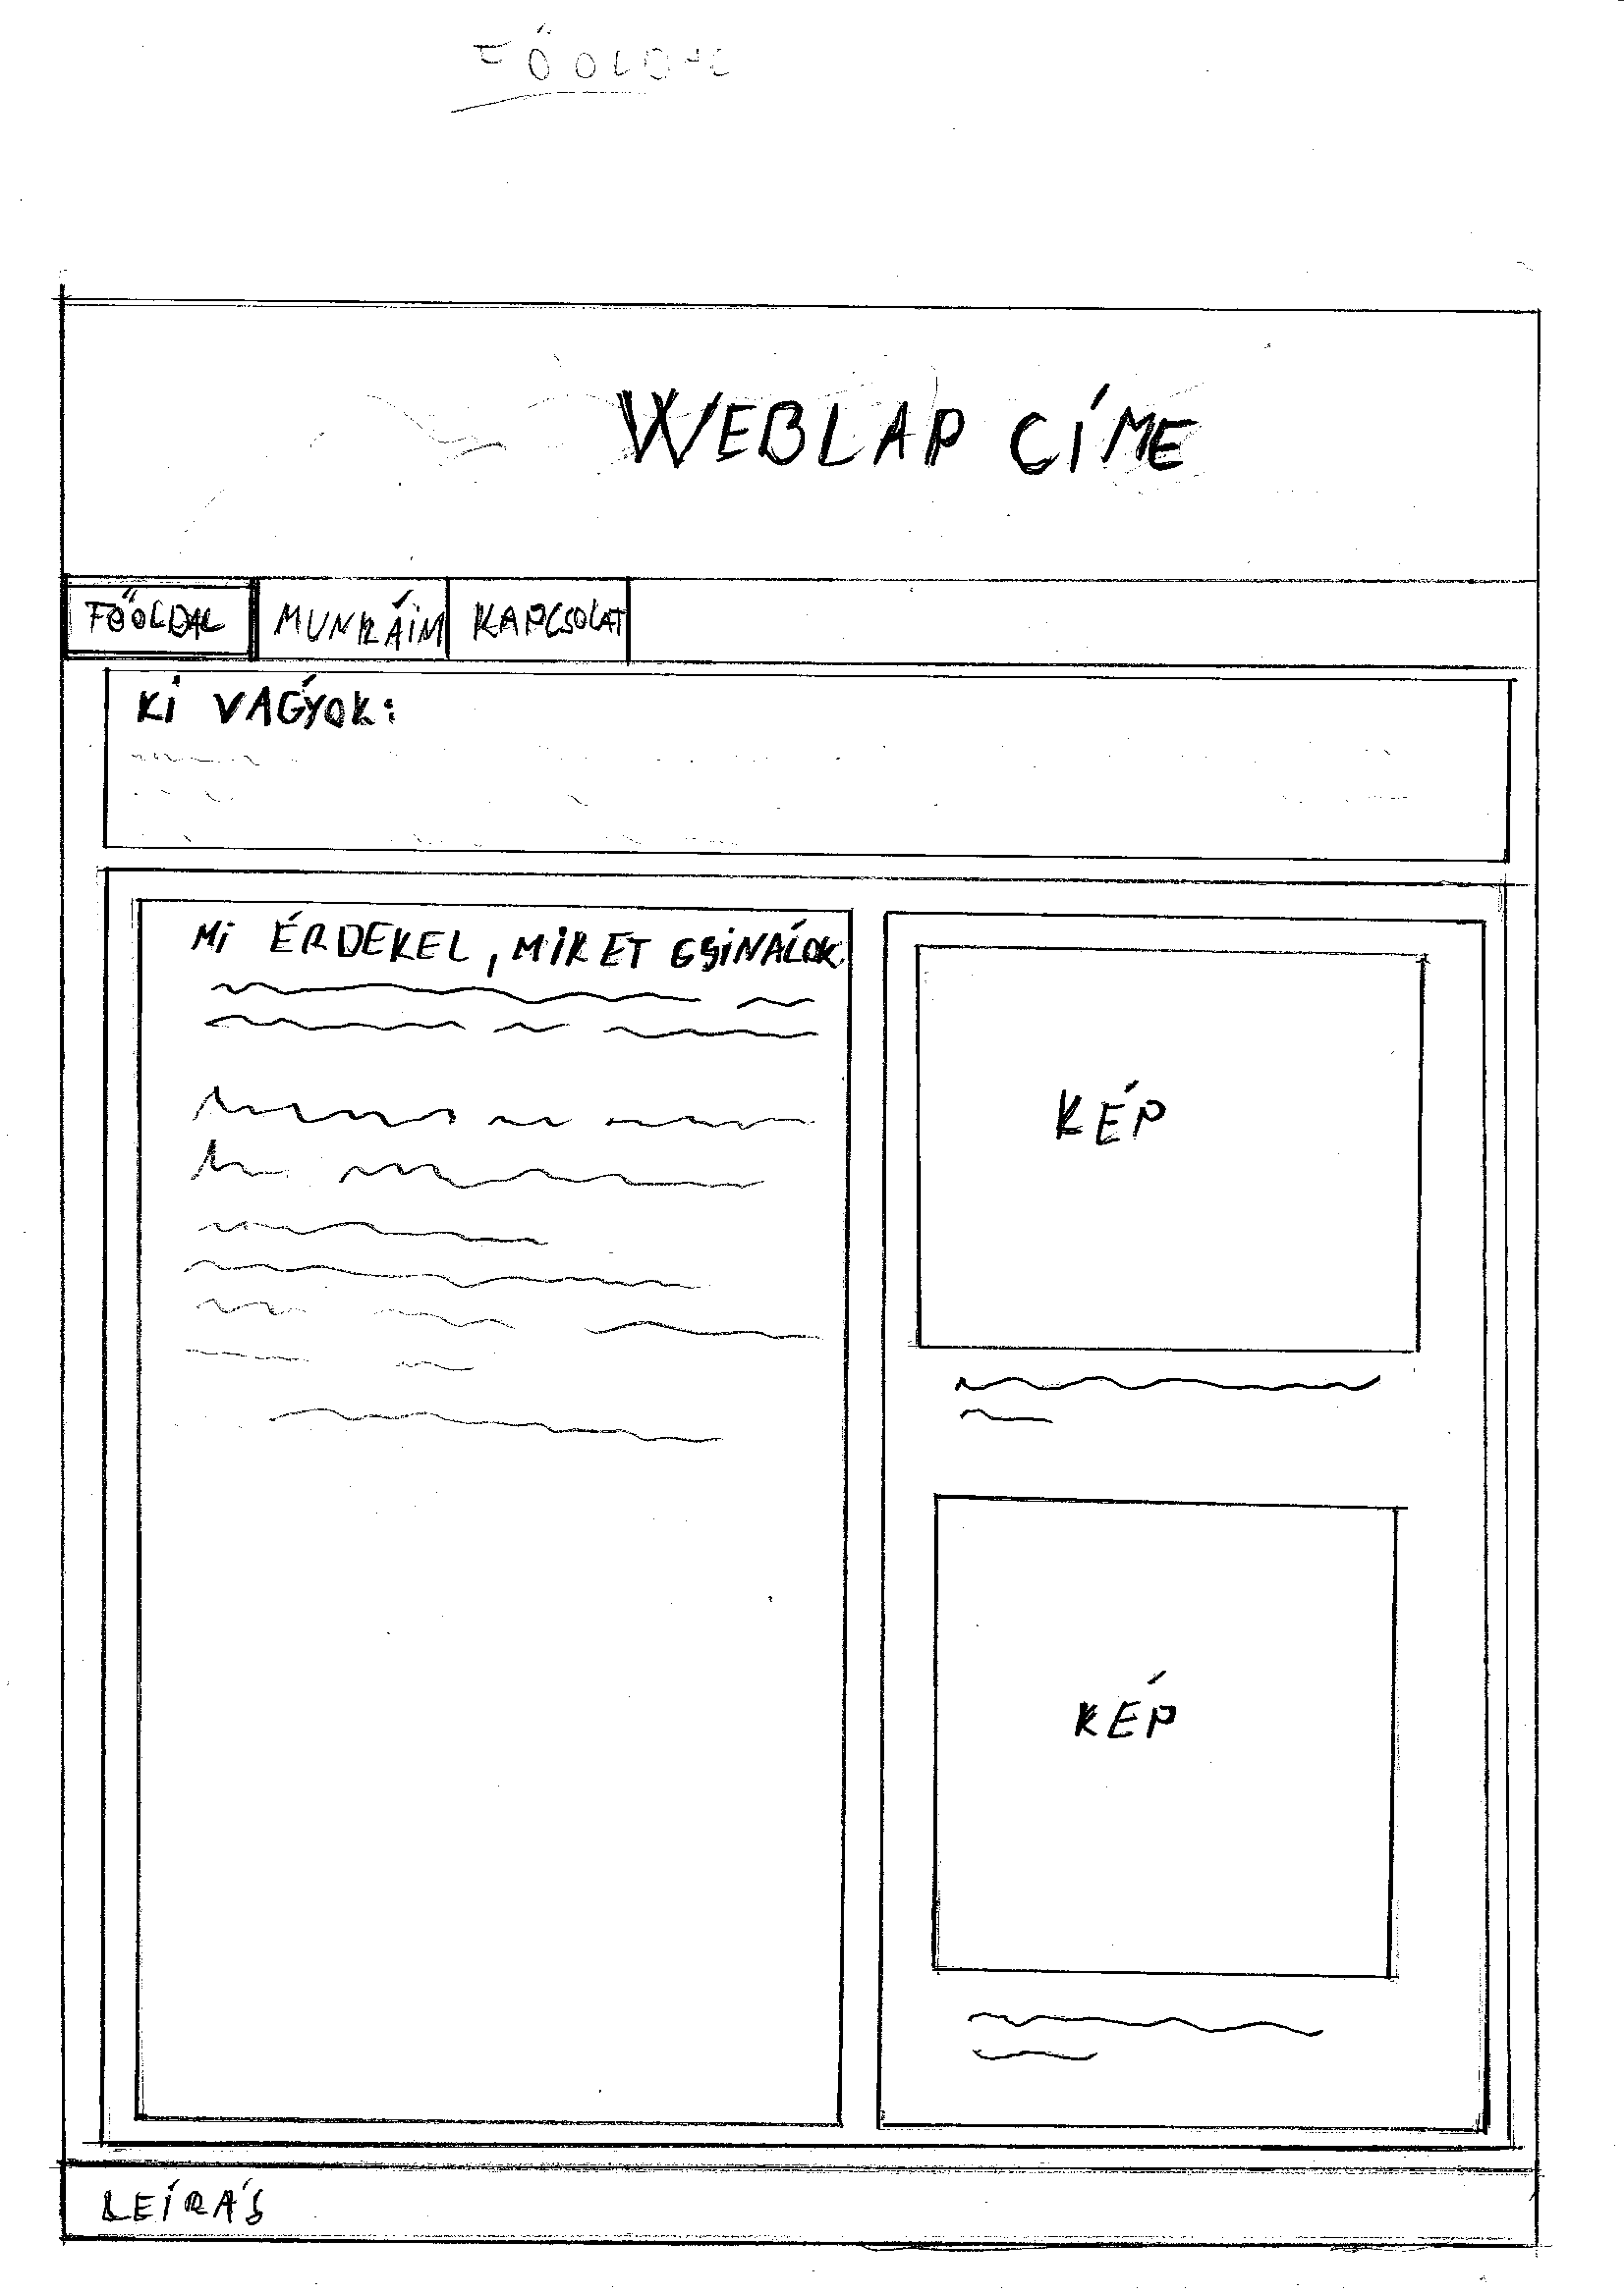 FŐOLDAL
WEBLAP CÍME
FŐOLDAL MUNKÁIM KAPCSOLAT
KI VAGYOK:
MI ÉRDEKEL, MIKET CSINÁLOK
KÉP
KÉP
LEÍRÁS